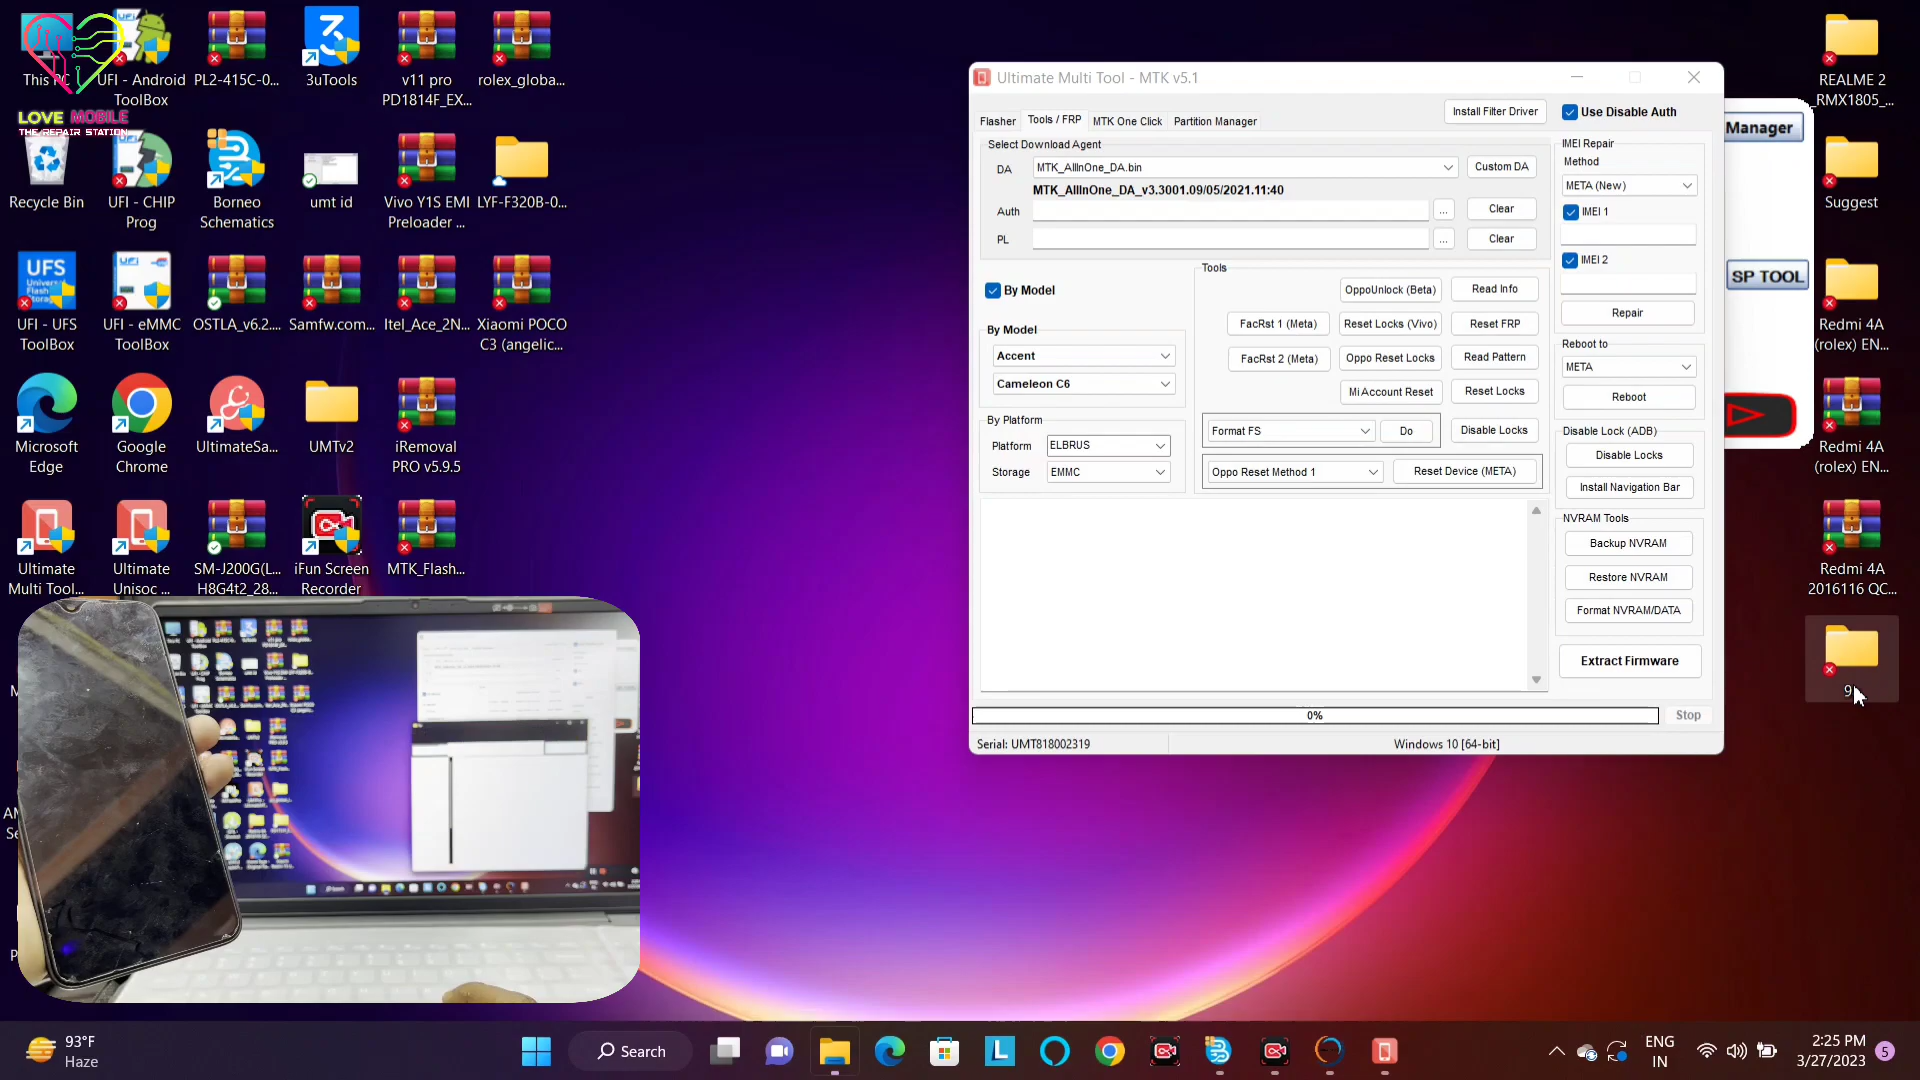 This PC
UFI - Android
ToolBox
PL2-415C-0...
3uTools
v11 pro
PD1814F_EX...
rolex_globa...
LOVE MOBILE
THE REPAIR STATION
Recycle Bin
UFI - CHIP
Prog
Borneo
Schematics
umt id
Vivo Y1S EMI
Preloader ...
LYF-F320B-0...
UFS
UFI - UFS
ToolBox
UFI - eMMC
ToolBox
OSTLA_v6.2....
Samfw.com...
Itel_Ace_2N...
Xiaomi POCO
C3 (angelic...
Microsoft
Edge
Google
Chrome
UltimateSa...
UMTv2
iRemoval
PRO v5.9.5
Ultimate
Multi Tool...
Ultimate
Unisoc ...
SM-J200G(L...
H8G4t2_28...
iFun Screen
Recorder
MTK_Flash...
Ultimate Multi Tool - MTK v5.1
Flasher
Tools / FRP
MTK One Click
Partition Manager
Install Filter Driver
Use Disable Auth
Select Download Agent
DA
MTK_AllInOne_DA.bin
Custom DA
MTK_AllInOne_DA_v3.3001.09/05/2021.11:40
Auth
...
Clear
PL
...
Clear
By Model
By Model
Accent
Cameleon C6
By Platform
Platform
ELBRUS
Storage
EMMC
Tools
OppoUnlock (Beta)
Read Info
FacRst 1 (Meta)
Reset Locks (Vivo)
Reset FRP
FacRst 2 (Meta)
Oppo Reset Locks
Read Pattern
Mi Account Reset
Reset Locks
Format FS
Do
Disable Locks
Oppo Reset Method 1
Reset Device (META)
IMEI Repair
Method
META (New)
IMEI 1
IMEI 2
Repair
Reboot to
META
Reboot
Disable Lock (ADB)
Disable Locks
Install Navigation Bar
NVRAM Tools
Backup NVRAM
Restore NVRAM
Format NVRAM/DATA
Extract Firmware
0%
Stop
Serial: UMT818002319
Windows 10 [64-bit]
Manager
SP TOOL
REALME 2
_RMX1805_...
Suggest
Redmi 4A
(rolex) EN...
Redmi 4A
(rolex) EN...
Redmi 4A
2016116 QC...
93°F
Haze
Search
ENG
IN
2:25 PM
3/27/2023
5